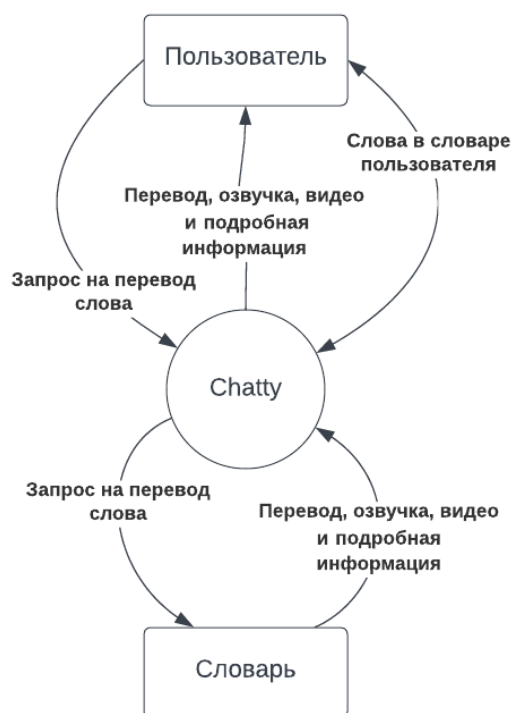 Пользователь
Слова в словаре
пользователя
Перевод, озвучка, видео
и подробная
информация
Запрос на перевод
слова
Chatty
Запрос на перевод
слова
Перевод, озвучка, видео
и подробная
информация
Словарь